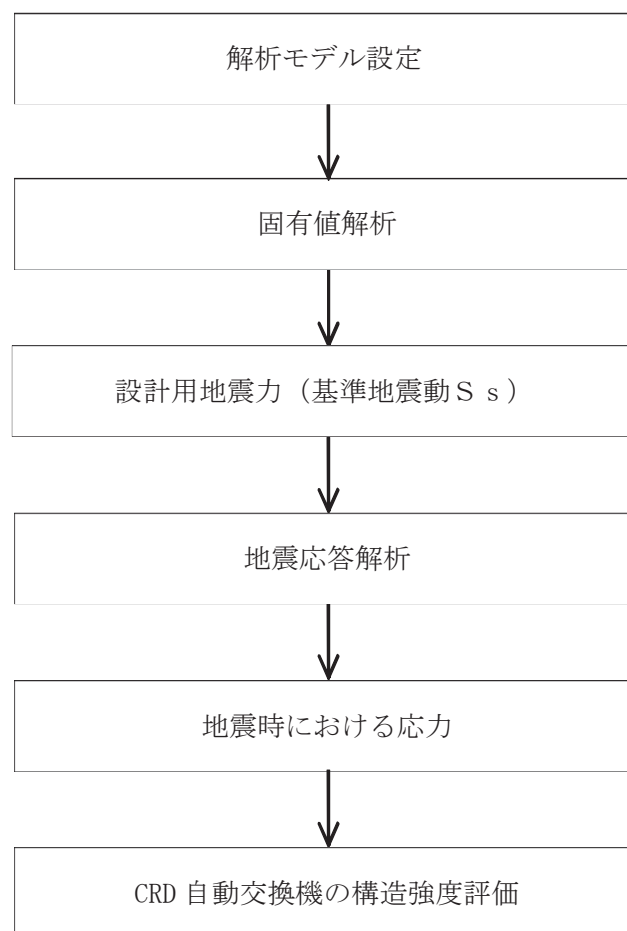 解析モデル設定
固有値解析
設計用地震力（基準地震動Ｓｓ）
地震応答解析
地震時における応力
CRD 自動交換機の構造強度評価